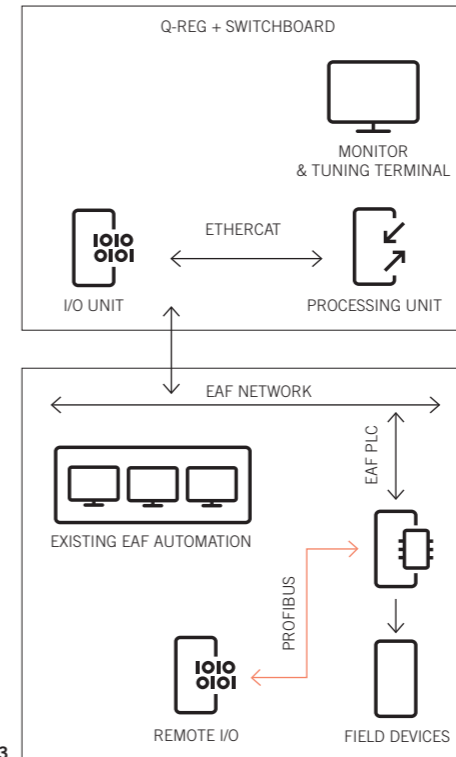 Q-REG + SWITCHBOARD
MONITOR
& TUNING TERMINAL
ETHERCAT
1010
0101
I/O UNIT
PROCESSING UNIT
EAF NETWORK
EAF PLC
EXISTING EAF AUTOMATION
PROFIBUS
1010
0101
REMOTE I/O
FIELD DEVICES
3